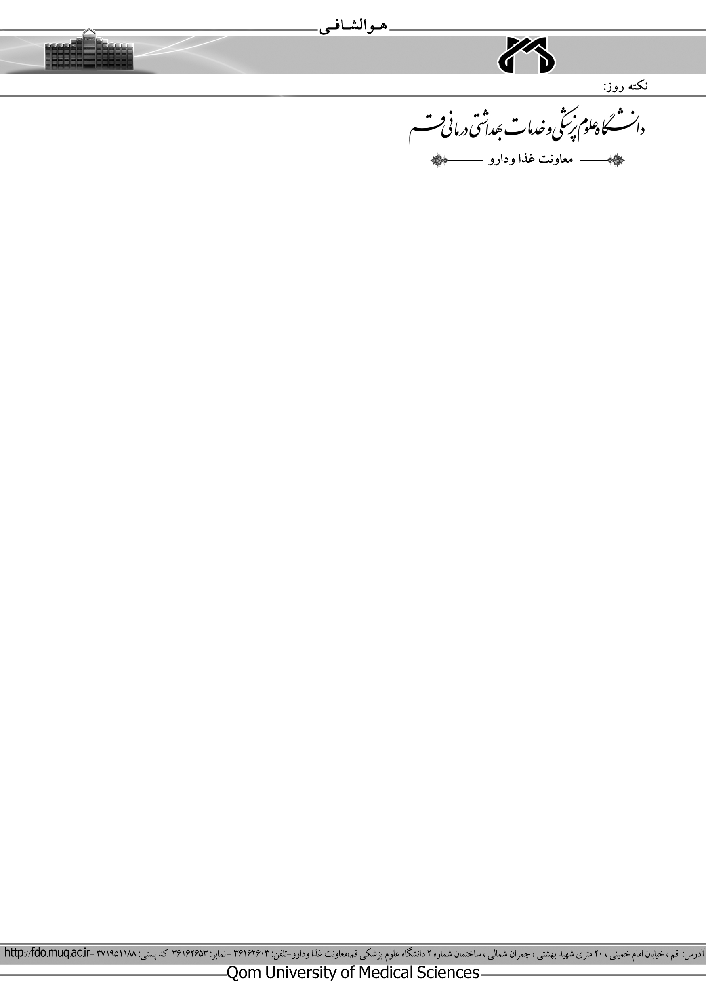 هـوالشـافـی
نکته روز:
دانشگاه علوم پزشکی و خدمات بهداشتی درمانی قم
معاونت غذا ودارو
آدرس: قم ، خیابان امام خمینی ، ۲۰ متری شهید بهشتی ، چمران شمالی ، ساختمان شماره ۲ دانشگاه علوم پزشکی قم،معاونت غذا ودارو-تلفن: ۳۶۱۶۲۶۰۳ - نمابر: ۳۶۱۶۲۶۵۳ کد پستی: ۳۷۱۹۵۱۱۸۸ -http://fdo.muq.ac.ir
Qom University of Medical Sciences